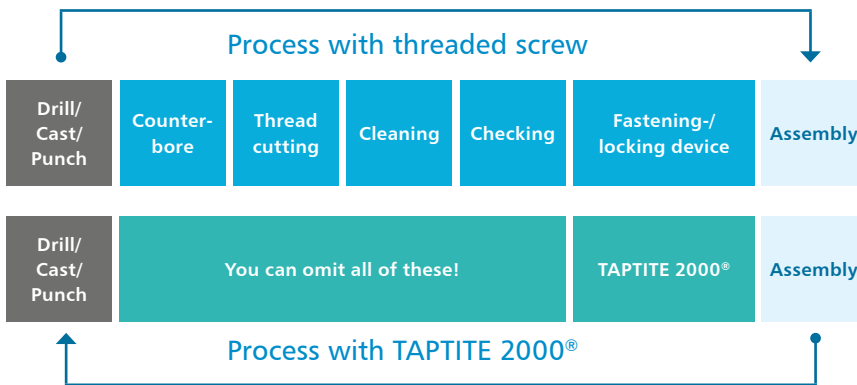 Process with threaded screw
Drill/
Cast/
Punch
Counter-
bore
Thread
cutting
Cleaning
Checking
Fastening-/
locking device
Assembly
Drill/
Cast/
Punch
You can omit all of these!
TAPTITE 2000®
Assembly
Process with TAPTITE 2000®